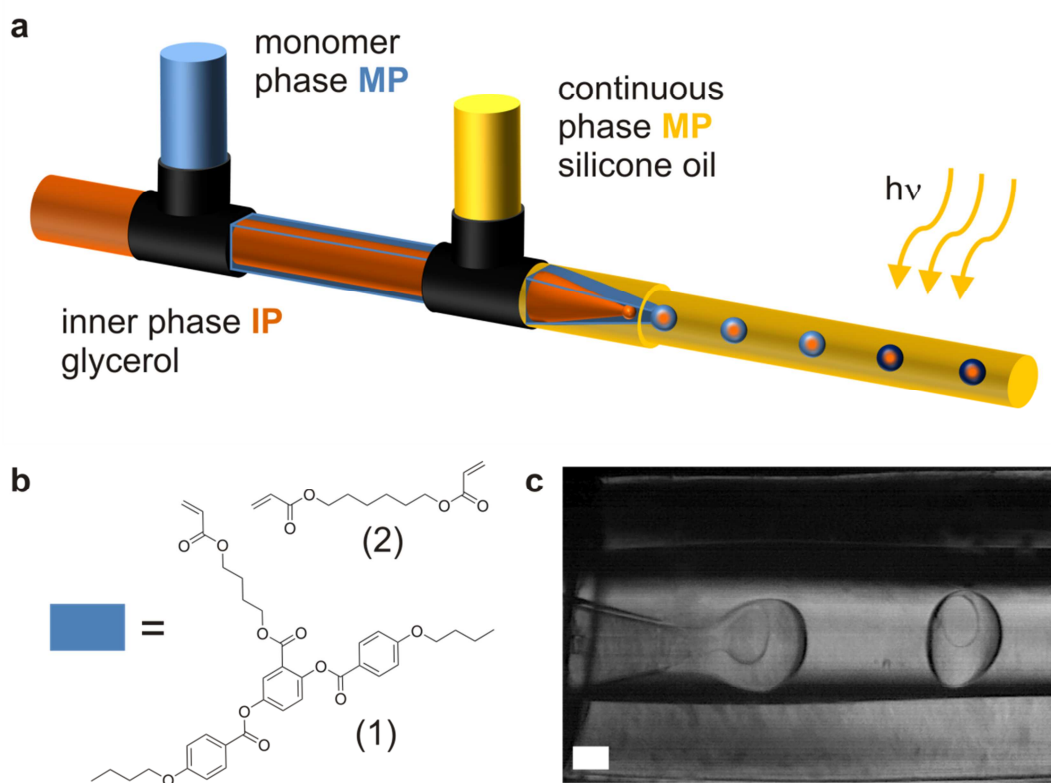 a
monomer
phase MP
continuous
phase MP
silicone oil
hν
inner phase IP
glycerol
b
O
O
O
O
(2)
O
O
O
O
O
O
O
=
O
O
O
O
(1)
c